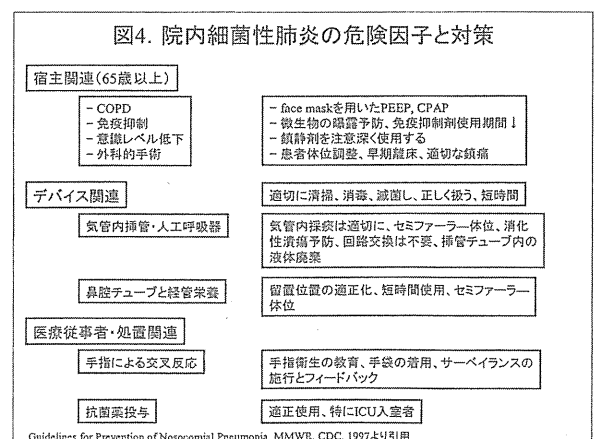 図4. 院内細菌性肺炎の危険因子と対策
宿主関連(65歳以上)
– COPD
– 免疫抑制
– 意識レベル低下
– 外科的手術
– face maskを用いたPEEP, CPAP
– 微生物の曝露予防、免疫抑制剤使用期間↓
– 鎮静剤を注意深く使用する
– 患者体位調整、早期離床、適切な鎮痛
デバイス関連
適切に清掃、消毒、滅菌し、正しく扱う、短時間
気管内挿管・人工呼吸器
気管内採痰は適切に、セミファーラー体位、消化
性潰瘍予防、回路交換は不要、挿管チューブ内の
液体廃棄
鼻腔チューブと経管栄養
留置位置の適正化、短時間使用、セミファーラー
体位
医療従事者・処置関連
手指による交叉反応
手指衛生の教育、手袋の着用、サーベイランスの
施行とフィードバック
抗菌薬投与
適正使用、特にICU入室者
Guidelines for Prevention of Nosocomial Pneumonia, MMWR, CDC, 1997より引用